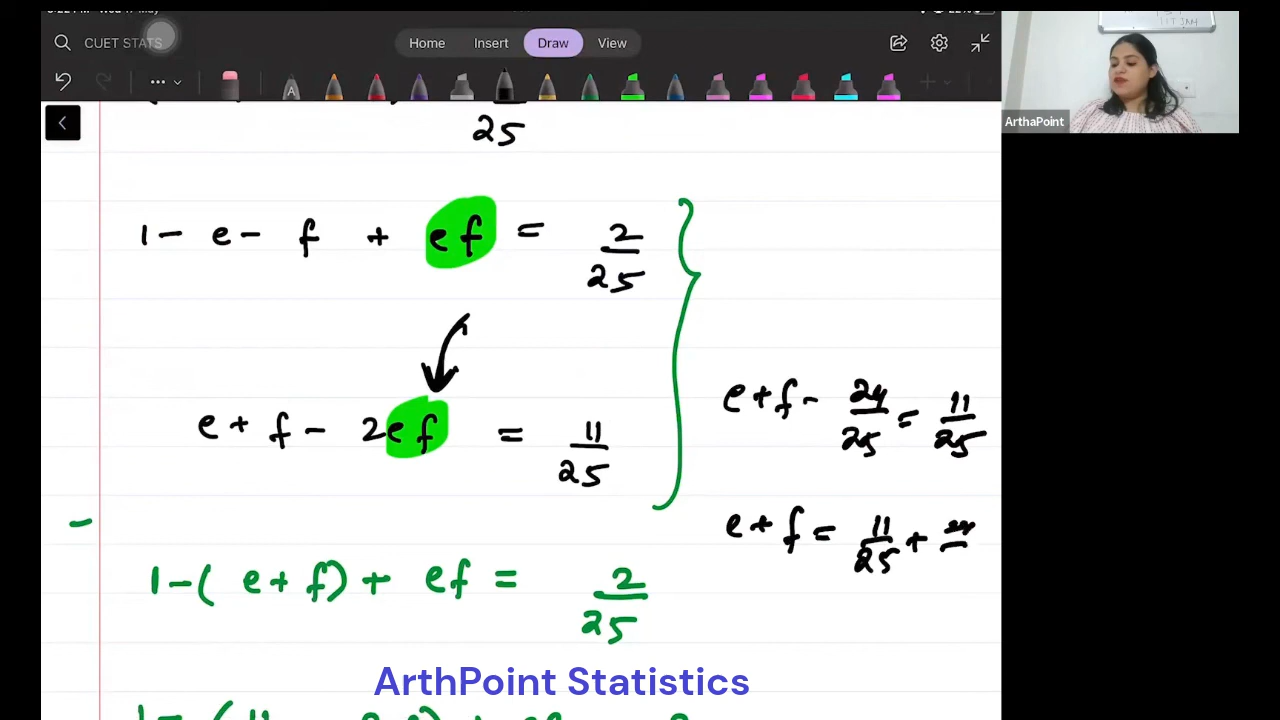 CUET STATS
Home Insert Draw View
A
25
1 - e - f + ef = 2/25
e + f - 2ef = 11/25
e + f - 24/25 = 11/25
e + f = 11/25 +
1 - (e + f) + ef = 2/25
ArthaPoint
ArthPoint Statistics